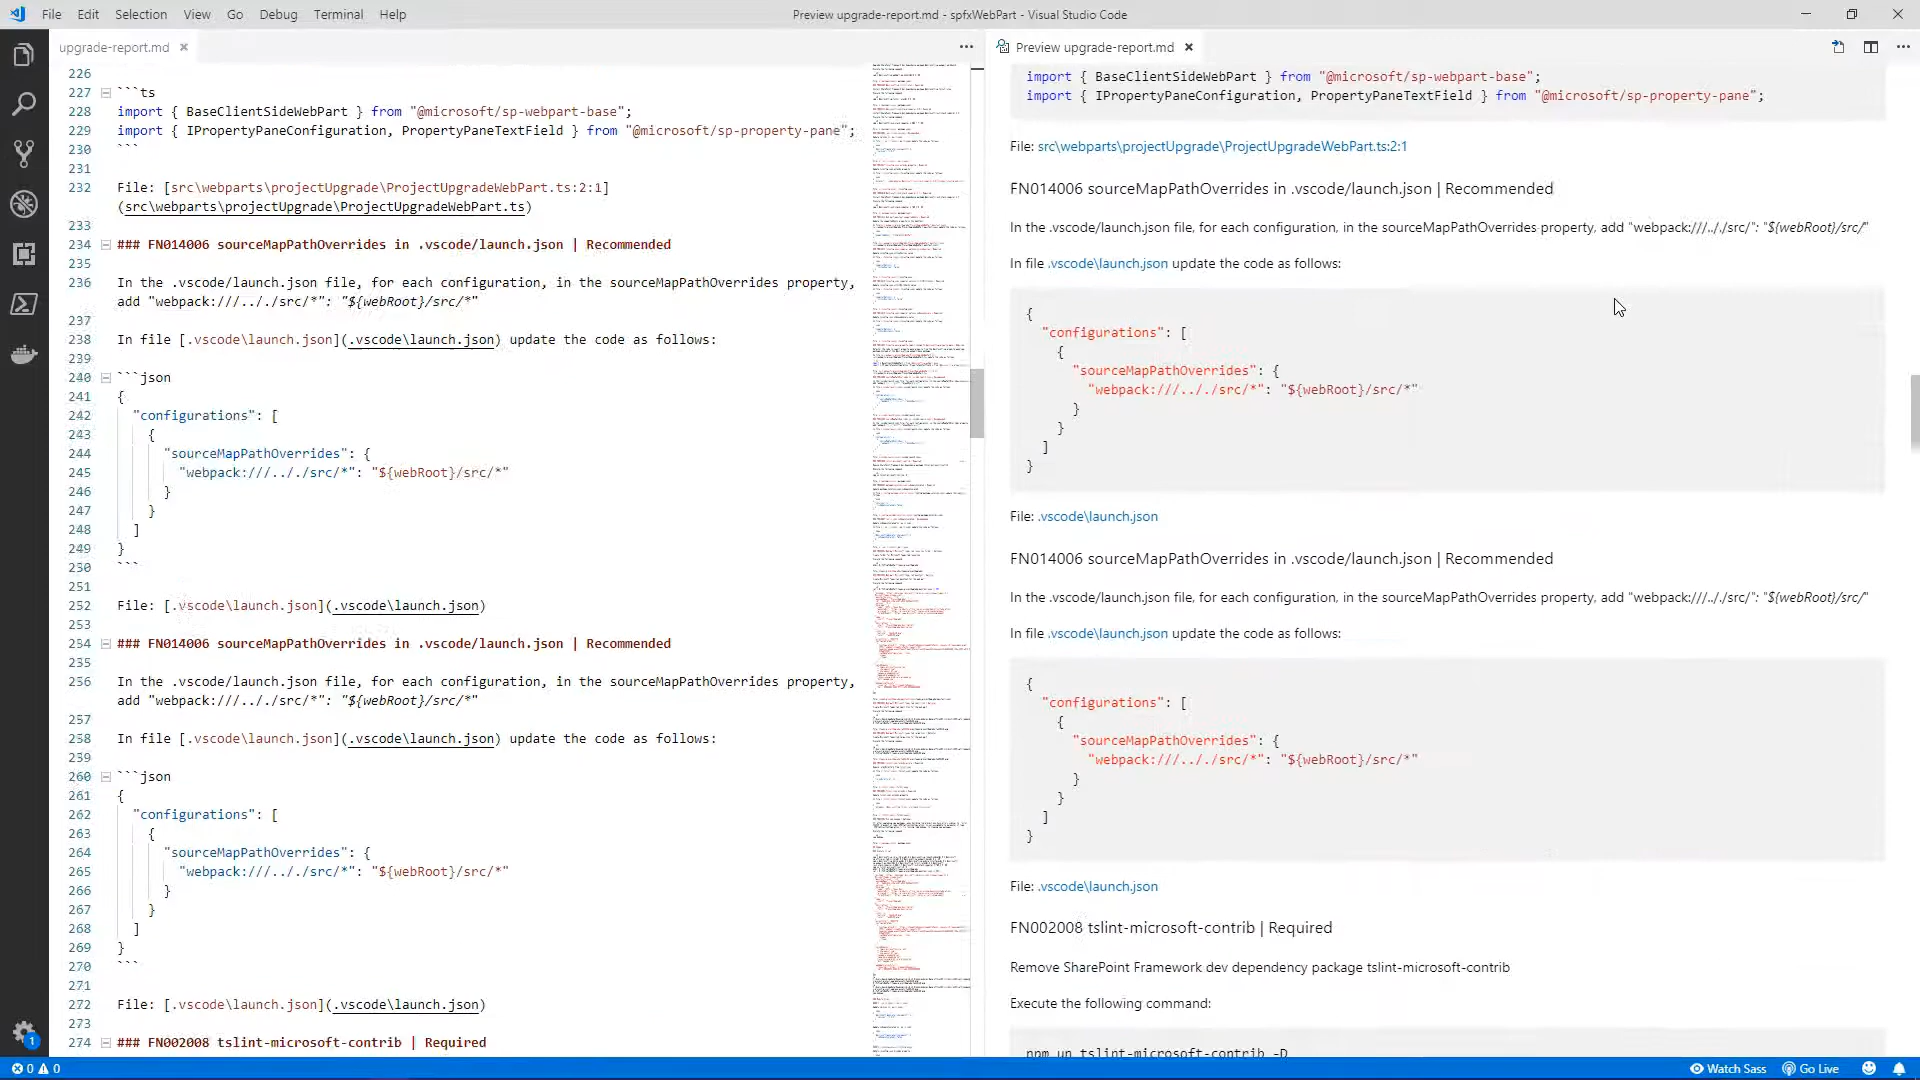 File Edit Selection View Go Debug Terminal Help
Preview upgrade-report.md - spfxWebPart - Visual Studio Code
upgrade-report.md
226
227 ```ts
228 import { BaseClientSideWebPart } from "@microsoft/sp-webpart-base";
229 import { IPropertyPaneConfiguration, PropertyPaneTextField } from "@microsoft/sp-property-pane";
230 ```
231
232 File: [src\webparts\projectUpgrade\ProjectUpgradeWebPart.ts:2:1]
(src\webparts\projectUpgrade\ProjectUpgradeWebPart.ts)
233
234 ### FN014006 sourceMapPathOverrides in .vscode/launch.json | Recommended
235
236 In the .vscode/launch.json file, for each configuration, in the sourceMapPathOverrides property,
add "webpack:///.././src/*": "${webRoot}/src/*"
237
238 In file [.vscode\launch.json](.vscode\launch.json) update the code as follows:
239
240 ```json
241 {
242 "configurations": [
243 {
244 "sourceMapPathOverrides": {
245 "webpack:///.././src/*": "${webRoot}/src/*"
246 }
247 }
248 ]
249 }
250 ```
251
252 File: [.vscode\launch.json](.vscode\launch.json)
253
254 ### FN014006 sourceMapPathOverrides in .vscode/launch.json | Recommended
255
256 In the .vscode/launch.json file, for each configuration, in the sourceMapPathOverrides property,
add "webpack:///.././src/*": "${webRoot}/src/*"
257
258 In file [.vscode\launch.json](.vscode\launch.json) update the code as follows:
259
260 ```json
261 {
262 "configurations": [
263 {
264 "sourceMapPathOverrides": {
265 "webpack:///.././src/*": "${webRoot}/src/*"
266 }
267 }
268 ]
269 }
270 ```
271
272 File: [.vscode\launch.json](.vscode\launch.json)
273
274 ### FN002008 tslint-microsoft-contrib | Required
Preview upgrade-report.md
import { BaseClientSideWebPart } from "@microsoft/sp-webpart-base";
import { IPropertyPaneConfiguration, PropertyPaneTextField } from "@microsoft/sp-property-pane";
File: src\webparts\projectUpgrade\ProjectUpgradeWebPart.ts:2:1
FN014006 sourceMapPathOverrides in .vscode/launch.json | Recommended
In the .vscode/launch.json file, for each configuration, in the sourceMapPathOverrides property, add "webpack:///.././src/": "${webRoot}/src/"
In file .vscode\launch.json update the code as follows:
{
"configurations": [
{
"sourceMapPathOverrides": {
"webpack:///.././src/*": "${webRoot}/src/*"
}
}
]
}
File: .vscode\launch.json
FN014006 sourceMapPathOverrides in .vscode/launch.json | Recommended
In the .vscode/launch.json file, for each configuration, in the sourceMapPathOverrides property, add "webpack:///.././src/": "${webRoot}/src/"
In file .vscode\launch.json update the code as follows:
{
"configurations": [
{
"sourceMapPathOverrides": {
"webpack:///.././src/*": "${webRoot}/src/*"
}
}
]
}
File: .vscode\launch.json
FN002008 tslint-microsoft-contrib | Required
Remove SharePoint Framework dev dependency package tslint-microsoft-contrib
Execute the following command:
npm un tslint-microsoft-contrib -D
1
0 0
Watch Sass Go Live